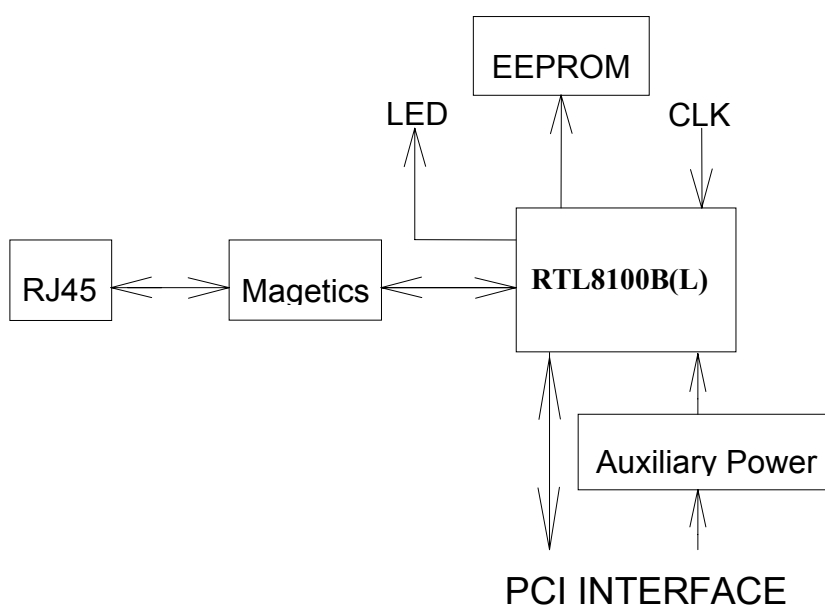 EEPROM
LED
CLK
RJ45
Magetics
RTL8100B(L)
Auxiliary Power
PCI INTERFACE